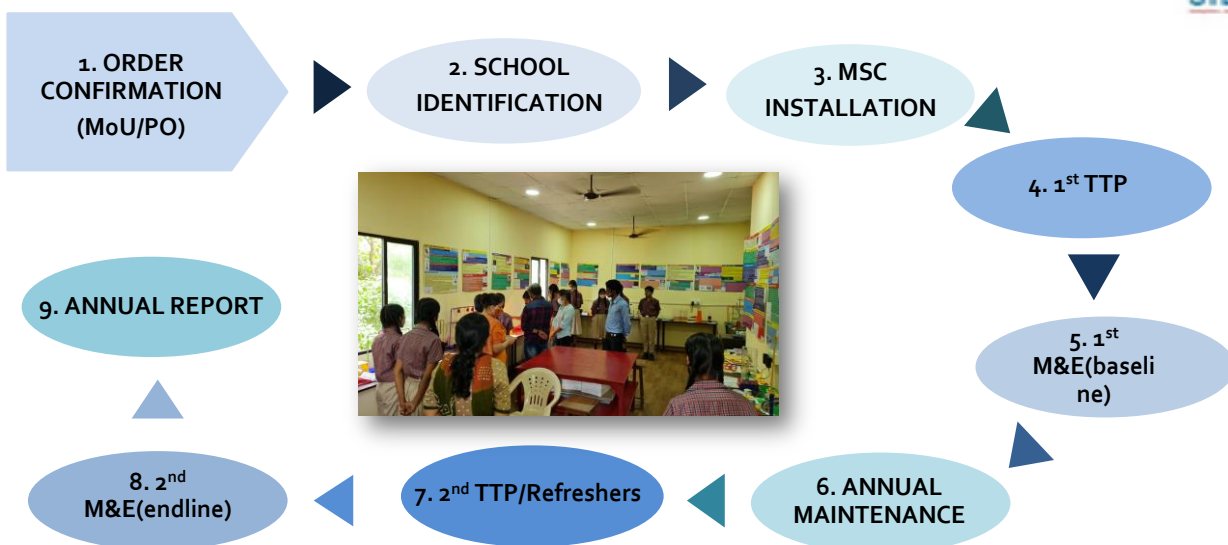 1. ORDER
CONFIRMATION
(MoU/PO)
2. SCHOOL
IDENTIFICATION
3. MSC
INSTALLATION
4. 1st TTP
5. 1st
M&E(baseli
ne)
6. ANNUAL
MAINTENANCE
7. 2nd TTP/Refreshers
8. 2nd
M&E(endline)
9. ANNUAL REPORT